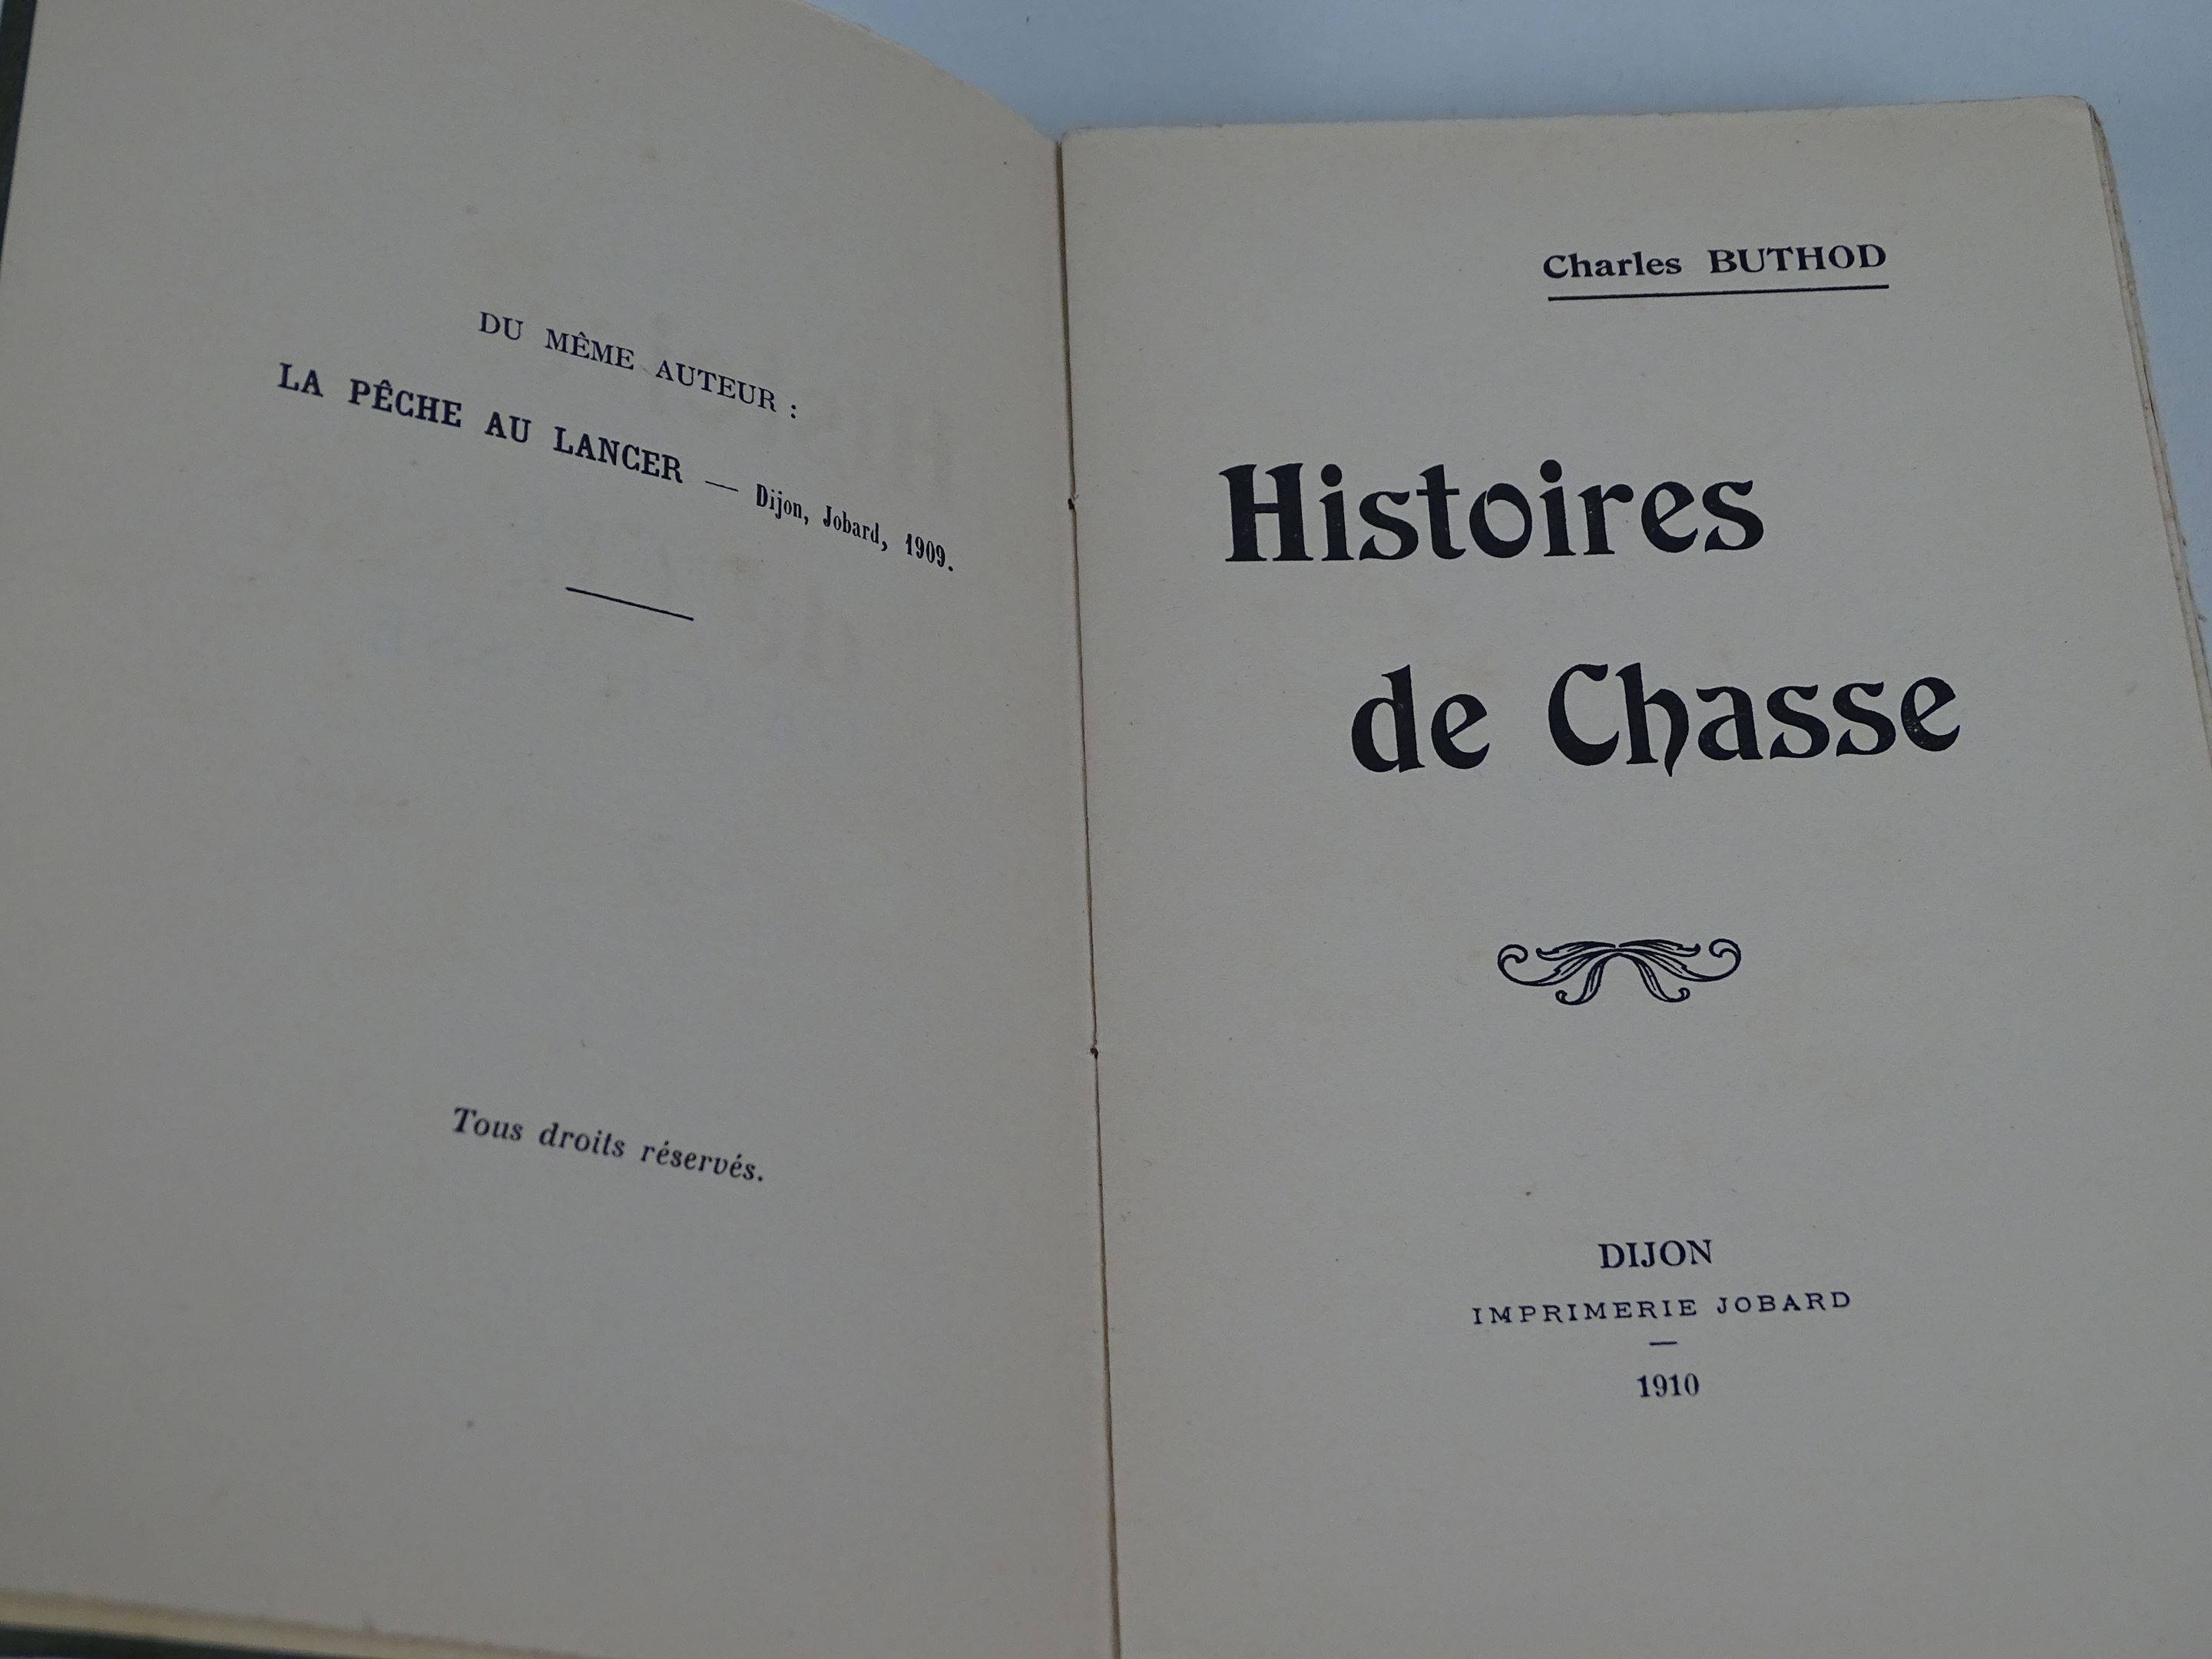 DU MÊME AUTEUR :
LA PÊCHE AU LANCER — Dijon, Jobard, 1909.
Tous droits réservés.
Charles BUTHOD
Histoires
de Chasse
DIJON
IMPRIMERIE JOBARD
—
1910